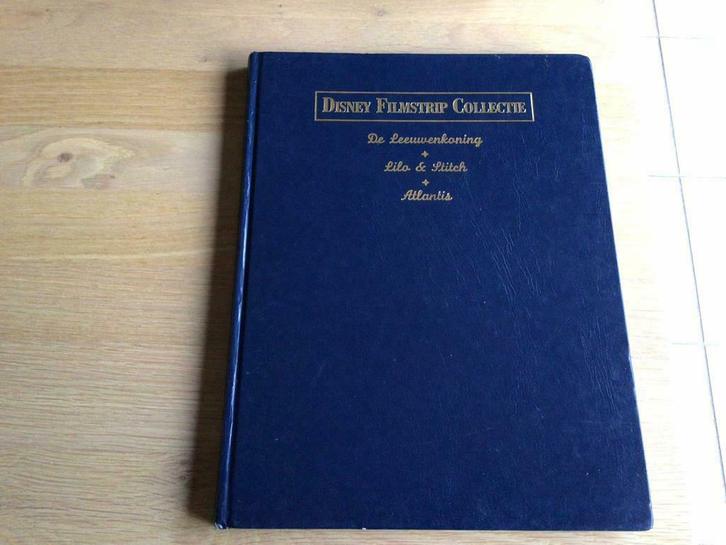 DISNEY FILMSTRIP COLLECTIE
De Leeuwenkoning
Lilo & Stitch
Atlantis